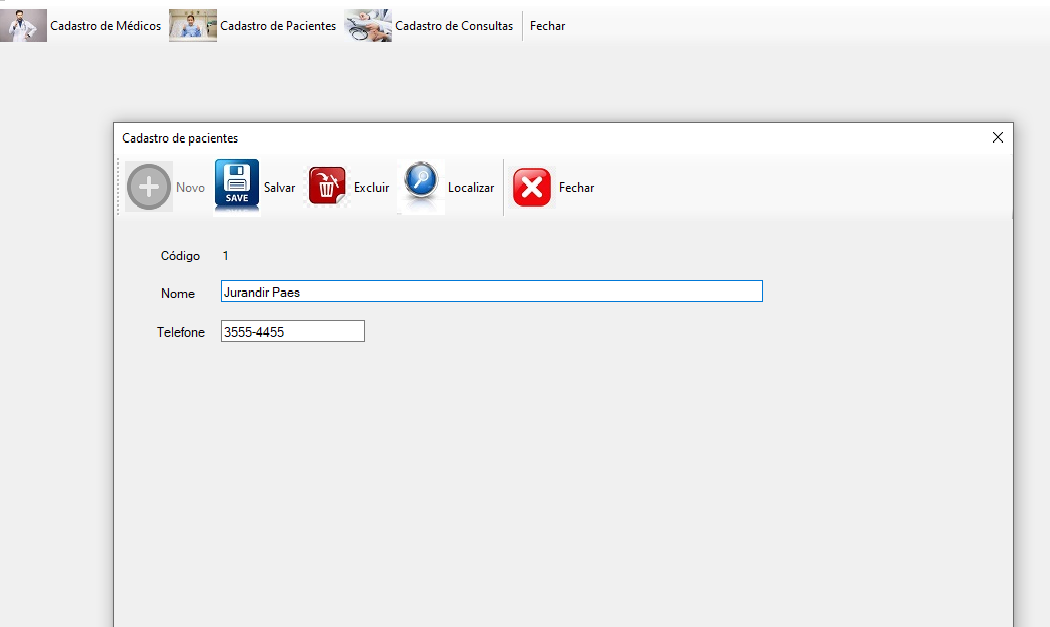 Cadastro de Médicos Cadastro de Pacientes Cadastro de Consultas Fechar
Cadastro de pacientes
Novo SAVE Salvar Excluir Localizar Fechar
Código 1
Nome Jurandir Paes
Telefone 3555-4455